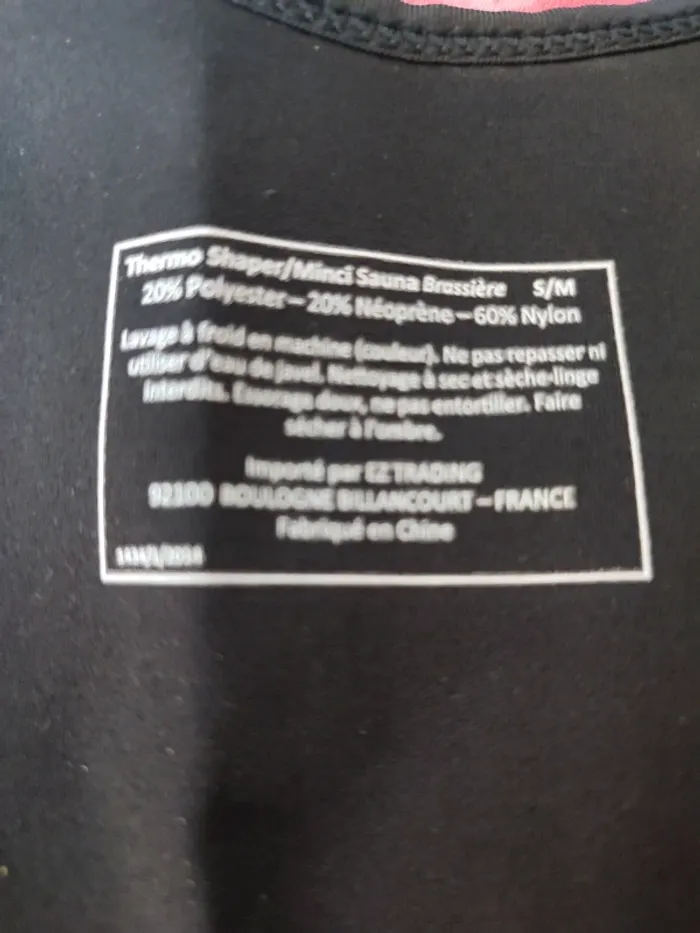 Thermo Shaper/Minci Sauna Brassière S/M
20% Polyester – 20% Néoprène – 60% Nylon
Lavage à froid en machine (couleur). Ne pas repasser ni
utiliser d'eau de javel. Nettoyage à sec et sèche-linge
interdits. Essorage doux, ne pas entortiller. Faire
sécher à l'ombre.
Importé par EZ TRADING
92100 BOULOGNE BILLANCOURT – FRANCE
Fabriqué en Chine